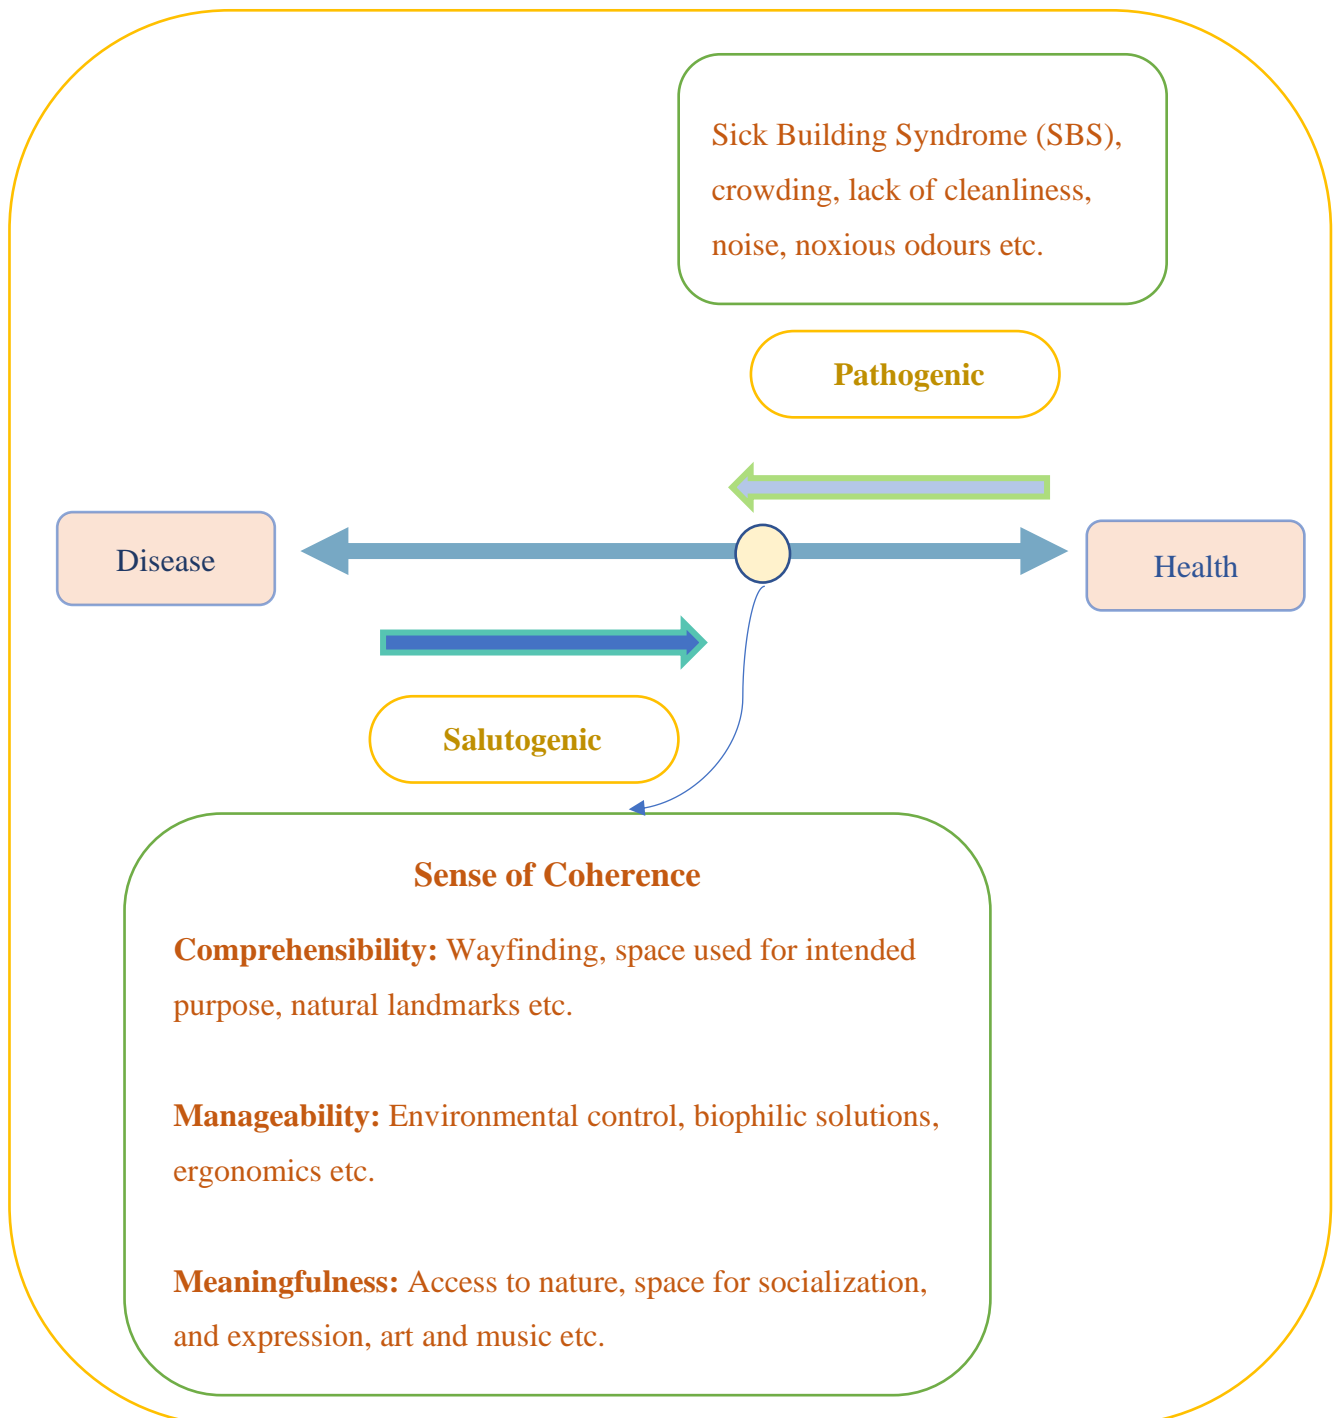 Sick Building Syndrome (SBS),
crowding, lack of cleanliness,
noise, noxious odours etc.
Pathogenic
Disease
Health
Salutogenic
Sense of Coherence
Comprehensibility: Wayfinding, space used for intended
purpose, natural landmarks etc.
Manageability: Environmental control, biophilic solutions,
ergonomics etc.
Meaningfulness: Access to nature, space for socialization,
and expression, art and music etc.